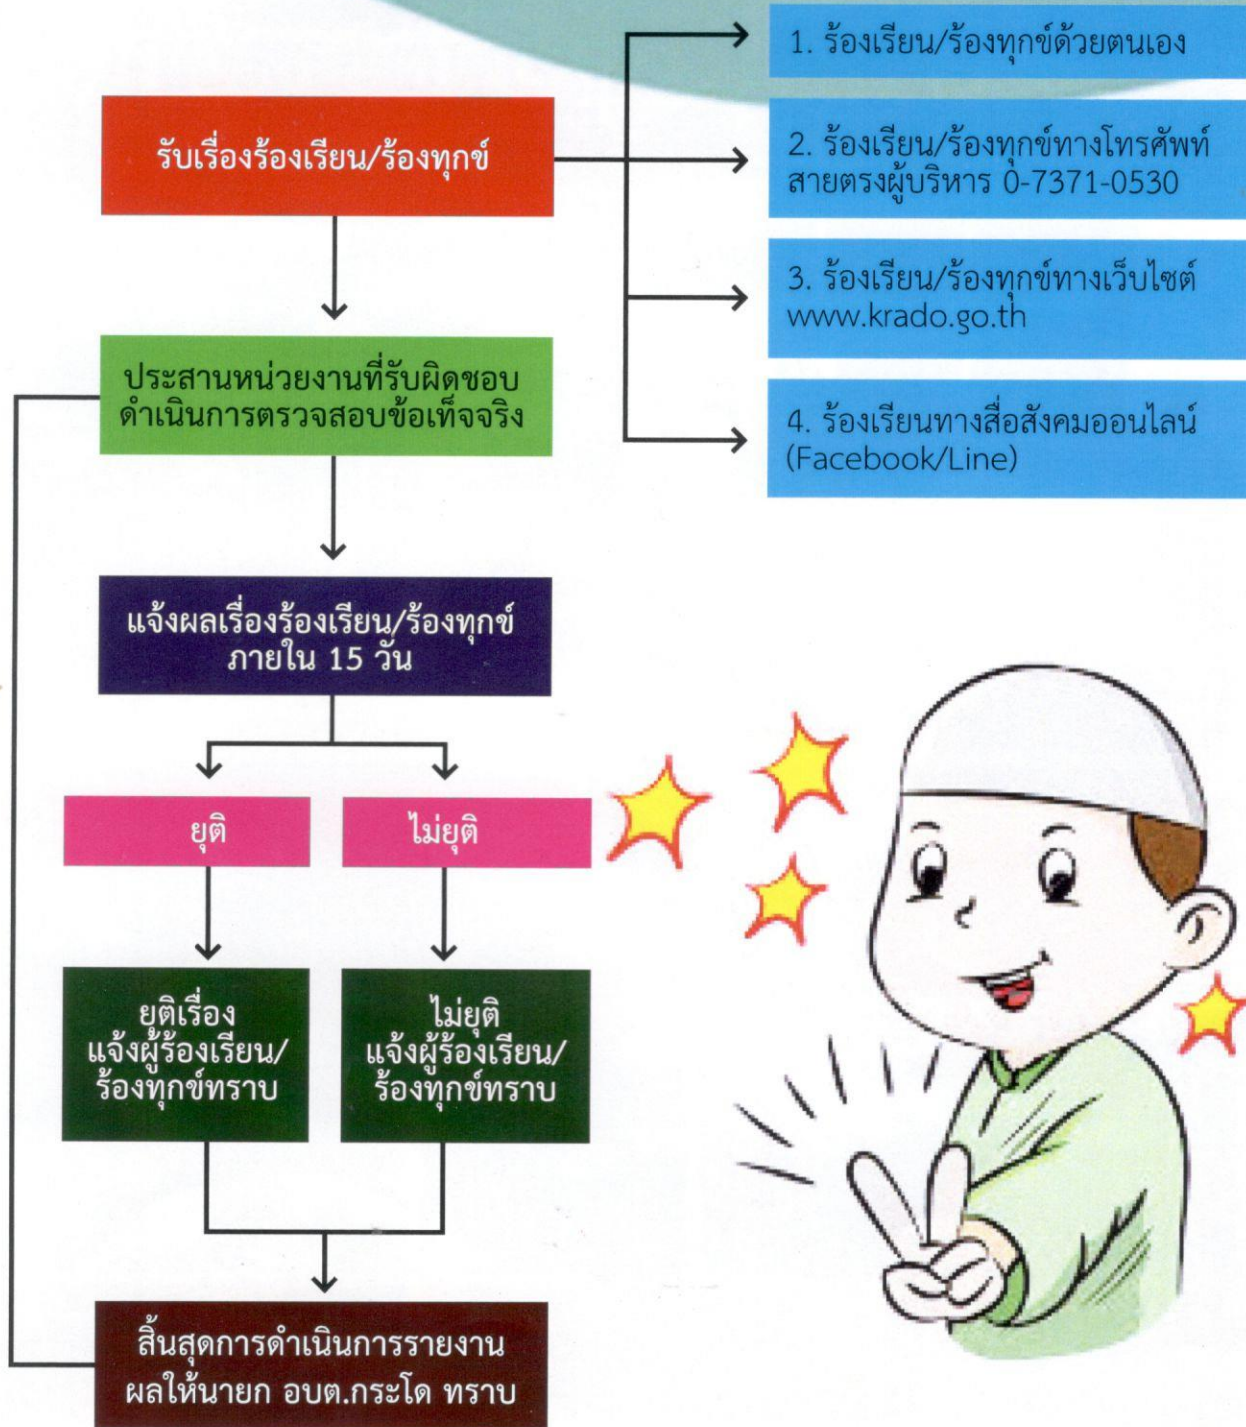 รับเรื่องร้องเรียน/ร้องทุกข์
1. ร้องเรียน/ร้องทุกข์ด้วยตนเอง
2. ร้องเรียน/ร้องทุกข์ทางโทรศัพท์
สายตรงผู้บริหาร 0-7371-0530
3. ร้องเรียน/ร้องทุกข์ทางเว็บไซต์
www.krado.go.th
4. ร้องเรียนทางสื่อสังคมออนไลน์
(Facebook/Line)
ประสานหน่วยงานที่รับผิดชอบ
ดำเนินการตรวจสอบข้อเท็จจริง
แจ้งผลเรื่องร้องเรียน/ร้องทุกข์
ภายใน 15 วัน
ยุติ
ไม่ยุติ
ยุติเรื่อง
แจ้งผู้ร้องเรียน/
ร้องทุกข์ทราบ
ไม่ยุติ
แจ้งผู้ร้องเรียน/
ร้องทุกข์ทราบ
สิ้นสุดการดำเนินการรายงาน
ผลให้นายก อบต.กระโด ทราบ